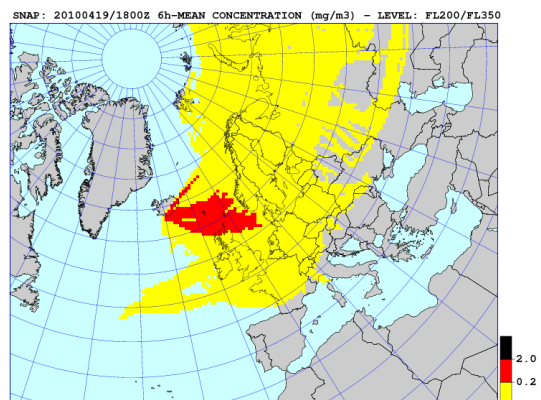 SNAP: 20100419/1800Z 6h-MEAN CONCENTRATION (mg/m3) - LEVEL: FL200/FL350
2.0
0.2